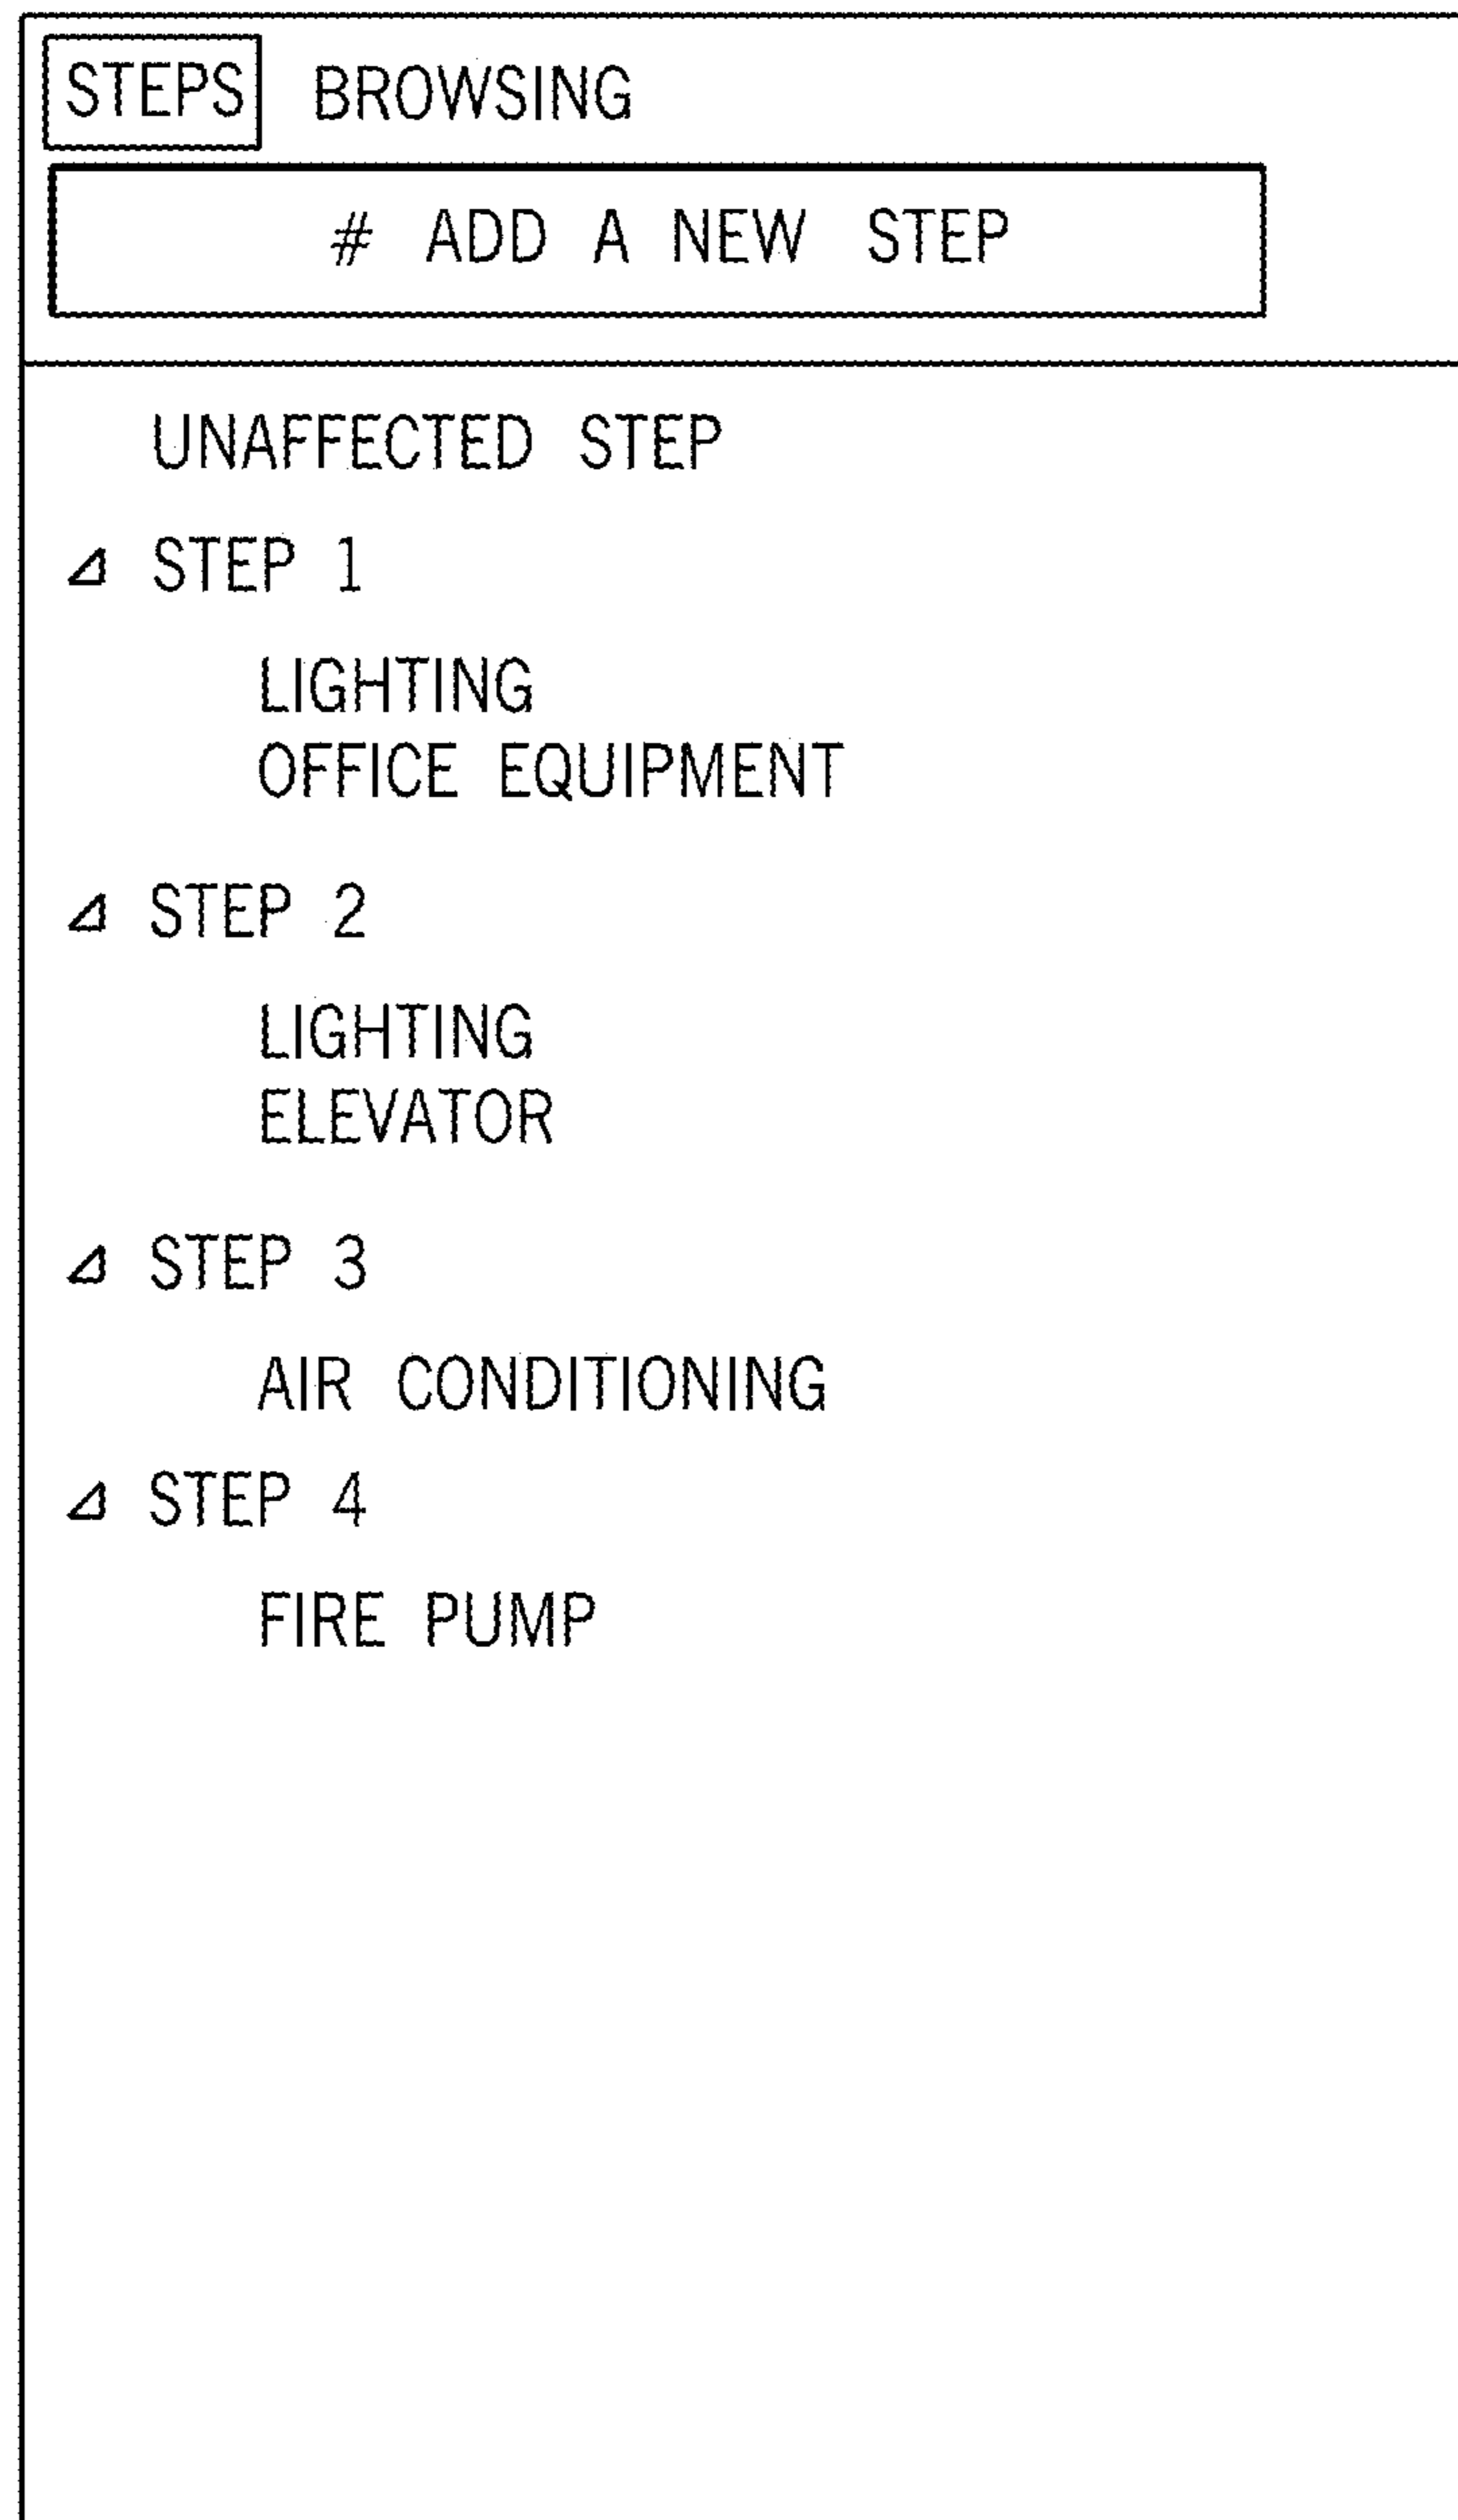 STEPS BROWSING
# ADD A NEW STEP
UNAFFECTED STEP
STEP 1
LIGHTING
OFFICE EQUIPMENT
STEP 2
LIGHTING
ELEVATOR
STEP 3
AIR CONDITIONING
STEP 4
FIRE PUMP